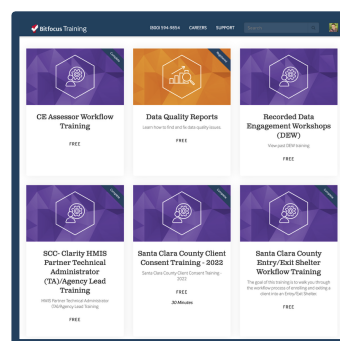 Bitfocus Training
(800) 594-9854 CAREERS SUPPORT
Search
CE Assessor Workflow
Training
FREE
Data Quality Reports
Learn how to find and fix data quality issues.
FREE
Recorded Data
Engagement Workshops
(DEW)
View past DEW training
FREE
SCC- Clarity HMIS
Partner Technical
Administrator
(TA)/Agency Lead
Training
HMIS Partner Technical Administrator
(TA)/Agency Lead Training
FREE
Santa Clara County Client
Consent Training - 2022
Santa Clara County Client Consent Training -
2022
FREE
30 Minutes
Santa Clara County
Entry/Exit Shelter
Workflow Training
The goal of this training is to walk you through
the workflow process of enrolling and exiting a
client into an Entry/Exit Shelter.
FREE